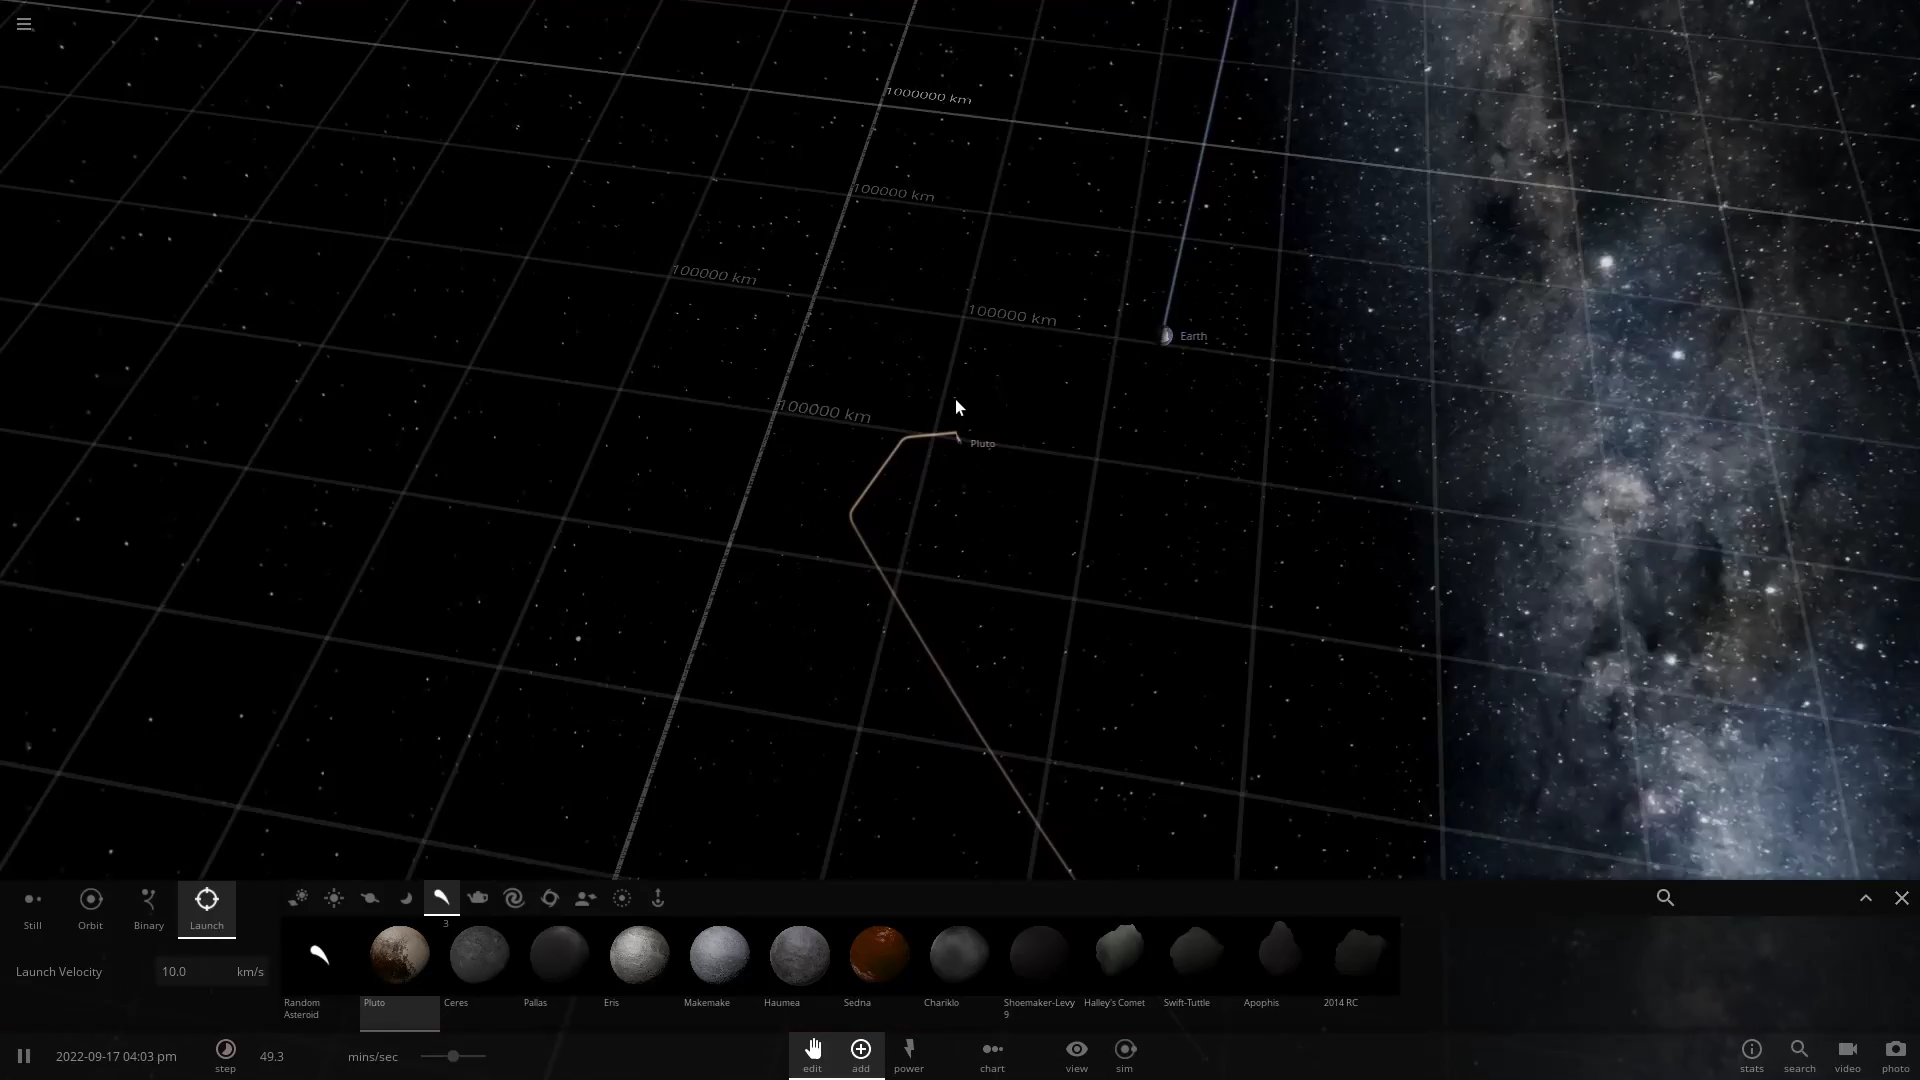 1000000 km
100000 km
100000 km
100000 km
Earth
100000 km
Pluto
Still
Orbit
Binary
Launch
3
Launch Velocity
10.0
km/s
Random
Asteroid
Pluto
Ceres
Pallas
Eris
Makemake
Haumea
Sedna
Chariklo
Shoemaker-Levy
9
Halley's Comet
Swift-Tuttle
Apophis
2014 RC
2022-09-17 04:03 pm
step
49.3
mins/sec
edit
add
power
chart
view
sim
stats
search
video
photo